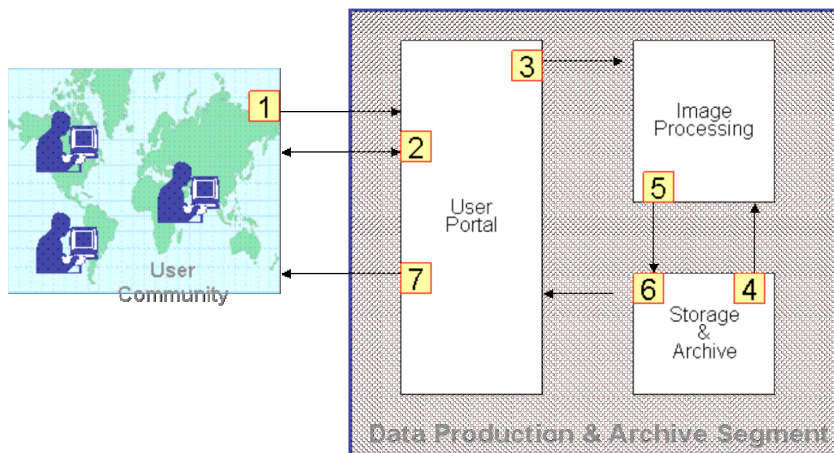 1
2
7
User
Community
User
Portal
3
Image
Processing
5
6
4
Storage
&
Archive
Data Production & Archive Segment